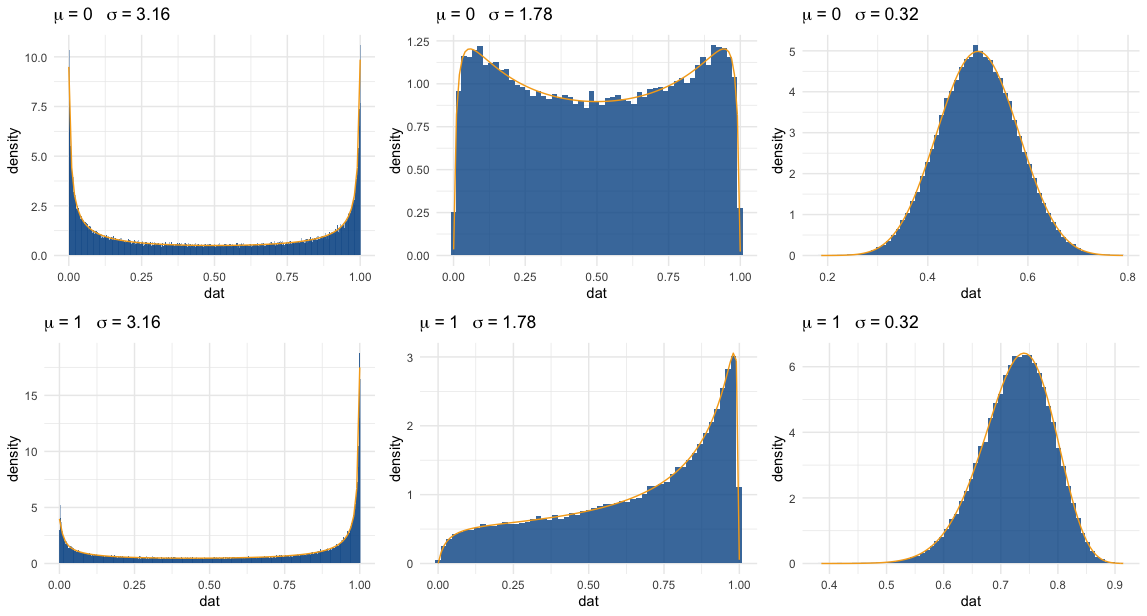 μ = 0 σ = 3.16
density
10.0
7.5
5.0
2.5
0.0
0.00 0.25 0.50 0.75 1.00
dat
μ = 0 σ = 1.78
density
1.25
1.00
0.75
0.50
0.25
0.00
0.00 0.25 0.50 0.75 1.00
dat
μ = 0 σ = 0.32
density
5
4
3
2
1
0
0.2 0.4 0.6 0.8
dat
μ = 1 σ = 3.16
density
15
10
5
0
0.00 0.25 0.50 0.75 1.00
dat
μ = 1 σ = 1.78
density
3
2
1
0
0.00 0.25 0.50 0.75 1.00
dat
μ = 1 σ = 0.32
density
6
4
2
0
0.4 0.5 0.6 0.7 0.8 0.9
dat